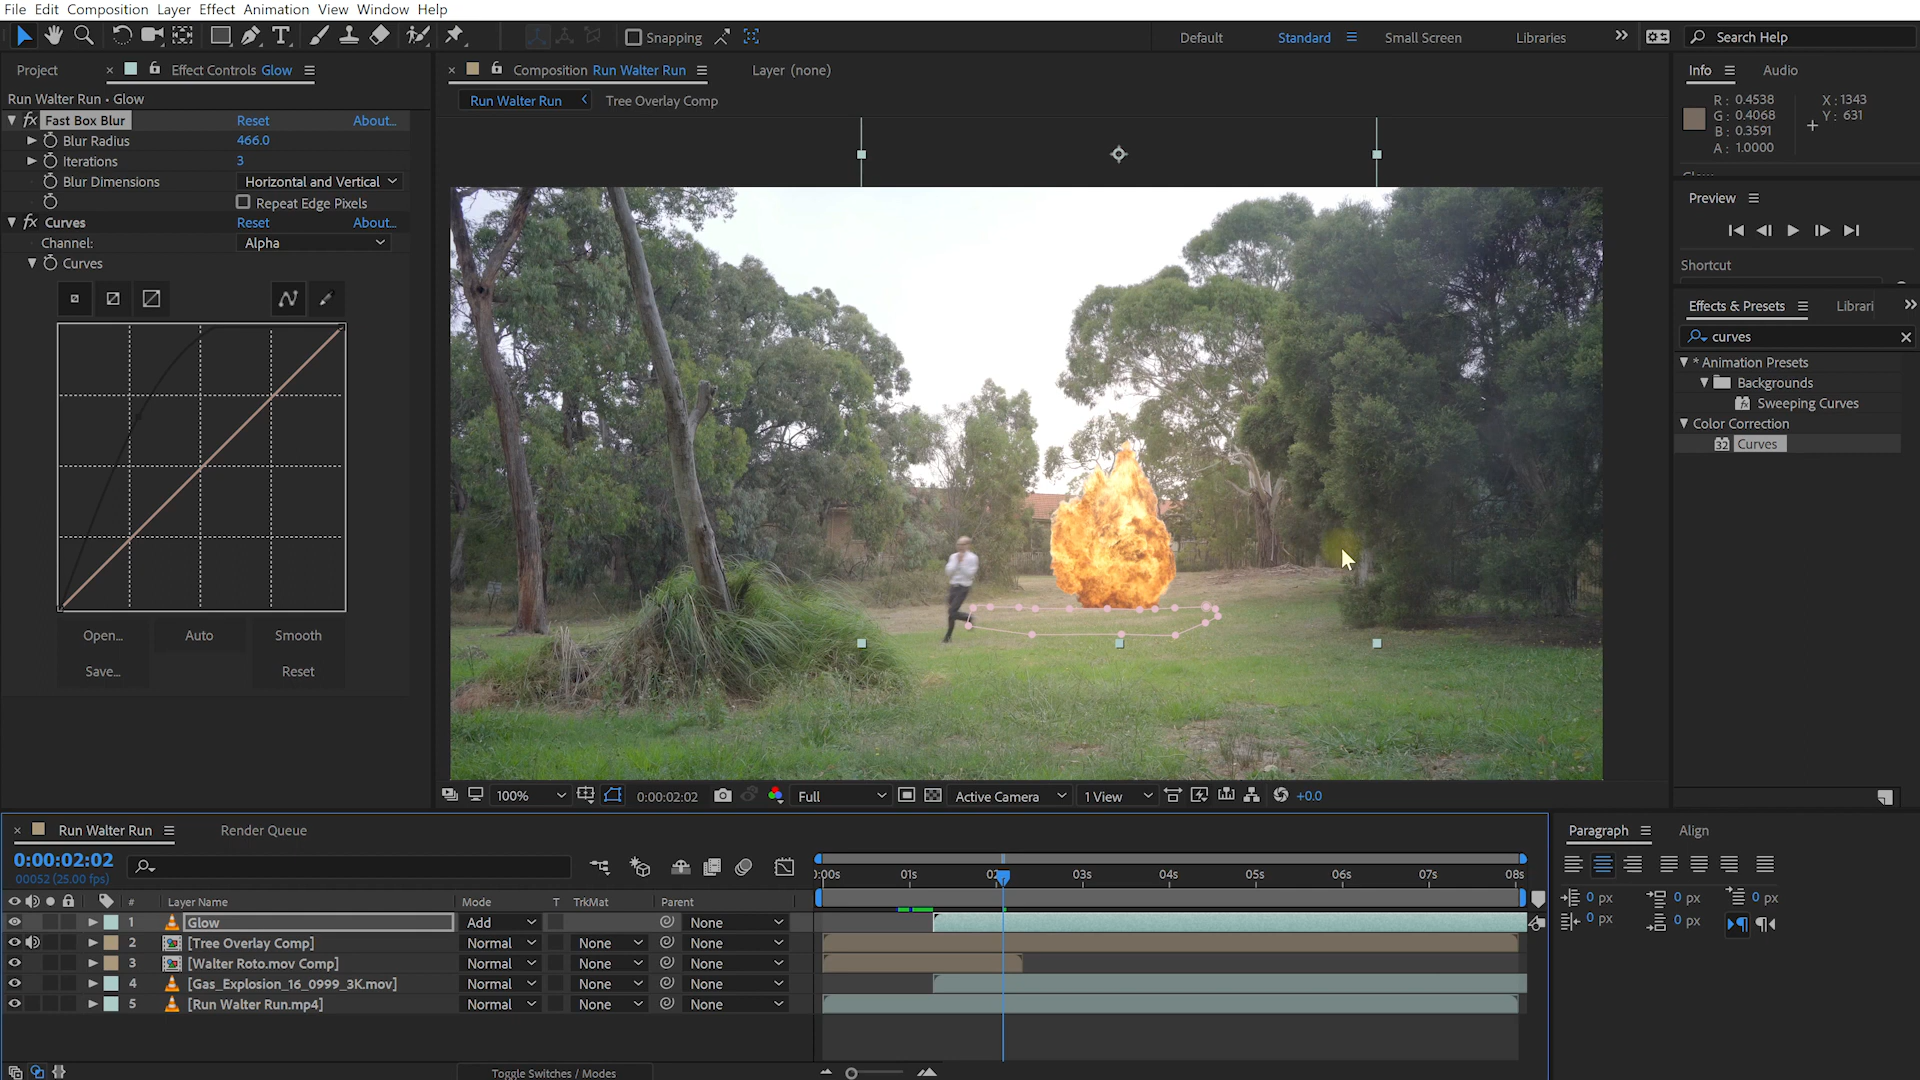 File Edit Composition Layer Effect Animation View Window Help
Snapping
Default Standard Small Screen Libraries Search Help
Project Effect Controls Glow
Composition Run Walter Run Layer (none)
Info Audio
Run Walter Run • Glow
Run Walter Run Tree Overlay Comp
R: 0.4538 X: 1343
G: 0.4068 Y: 631
B: 0.3591
A: 1.0000
fx Fast Box Blur Reset About...
Blur Radius 466.0
Iterations 3
Blur Dimensions Horizontal and Vertical
Repeat Edge Pixels
fx Curves Reset About...
Channel: Alpha
Curves
Open... Auto Smooth
Save... Reset
Preview
Shortcut
Effects & Presets Librari
curves
* Animation Presets
Backgrounds
Sweeping Curves
Color Correction
32 Curves
100% 0:00:02:02 Full Active Camera 1 View +0.0
Run Walter Run Render Queue
0:00:02:02
00052 (25.00 fps)
:00s 01s 02 03s 04s 05s 06s 07s 08s
# Layer Name Mode T TrkMat Parent
1 Glow Add None
2 [Tree Overlay Comp] Normal None None
3 [Walter Roto.mov Comp] Normal None None
4 [Gas_Explosion_16_0999_3K.mov] Normal None None
5 [Run Walter Run.mp4] Normal None None
Toggle Switches / Modes
Paragraph Align
0 px 0 px 0 px
0 px 0 px